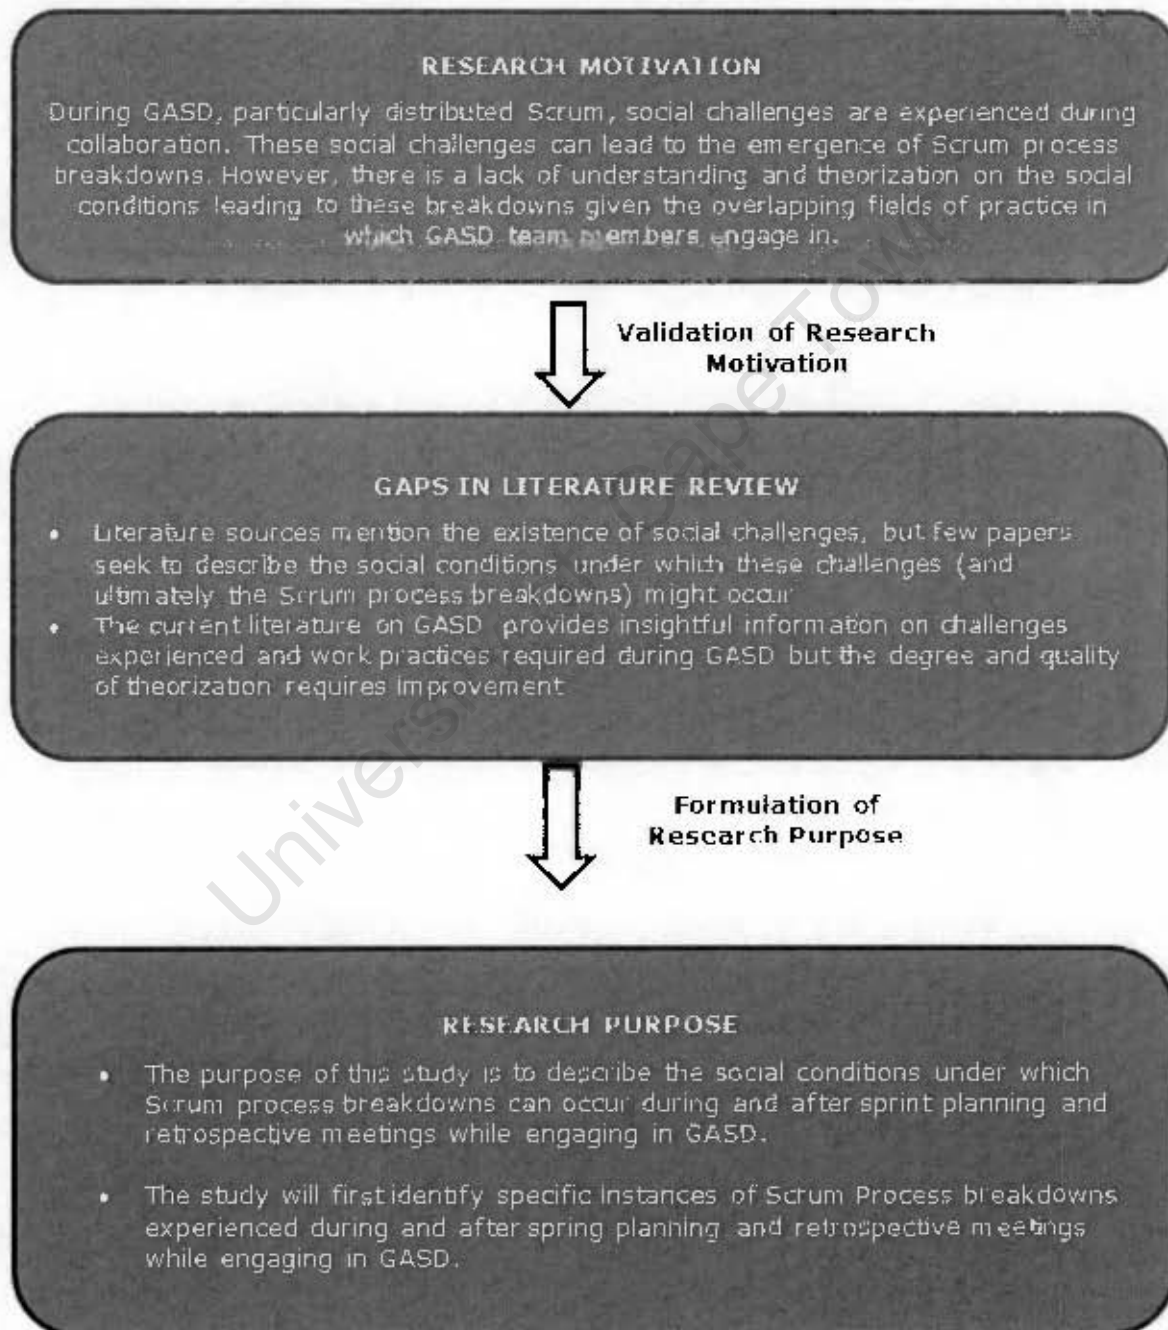 RESEARCH MOTIVATION
During GASD, particularly distributed Scrum, social challenges are experienced during
collaboration. These social challenges can lead to the emergence of Scrum process
breakdowns. However, there is a lack of understanding and theorization on the social
conditions leading to these breakdowns given the overlapping fields of practice in
which GASD team members engage in.
Validation of Research
Motivation
GAPS IN LITERATURE REVIEW
• Literature sources mention the existence of social challenges, but few papers
seek to describe the social conditions under which these challenges (and
ultimately the Scrum process breakdowns) might occur
• The current literature on GASD provides insightful information on challenges
experienced and work practices required during GASD but the degree and quality
of theorization requires improvement
Formulation of
Research Purpose
RESEARCH PURPOSE
• The purpose of this study is to describe the social conditions under which
Scrum process breakdowns can occur during and after sprint planning and
retrospective meetings while engaging in GASD.
• The study will first identify specific instances of Scrum Process breakdowns
experienced during and after spring planning and retrospective meetings
while engaging in GASD.
University Cape Town